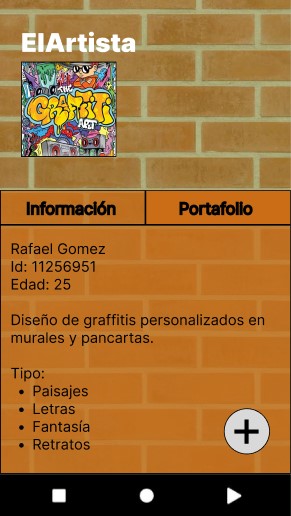 ElArtista
THE
GRAFFITI
ART
Información
Portafolio
Rafael Gomez
Id: 11256951
Edad: 25
Diseño de graffitis personalizados en
murales y pancartas.
Tipo:
• Paisajes
• Letras
• Fantasía
• Retratos